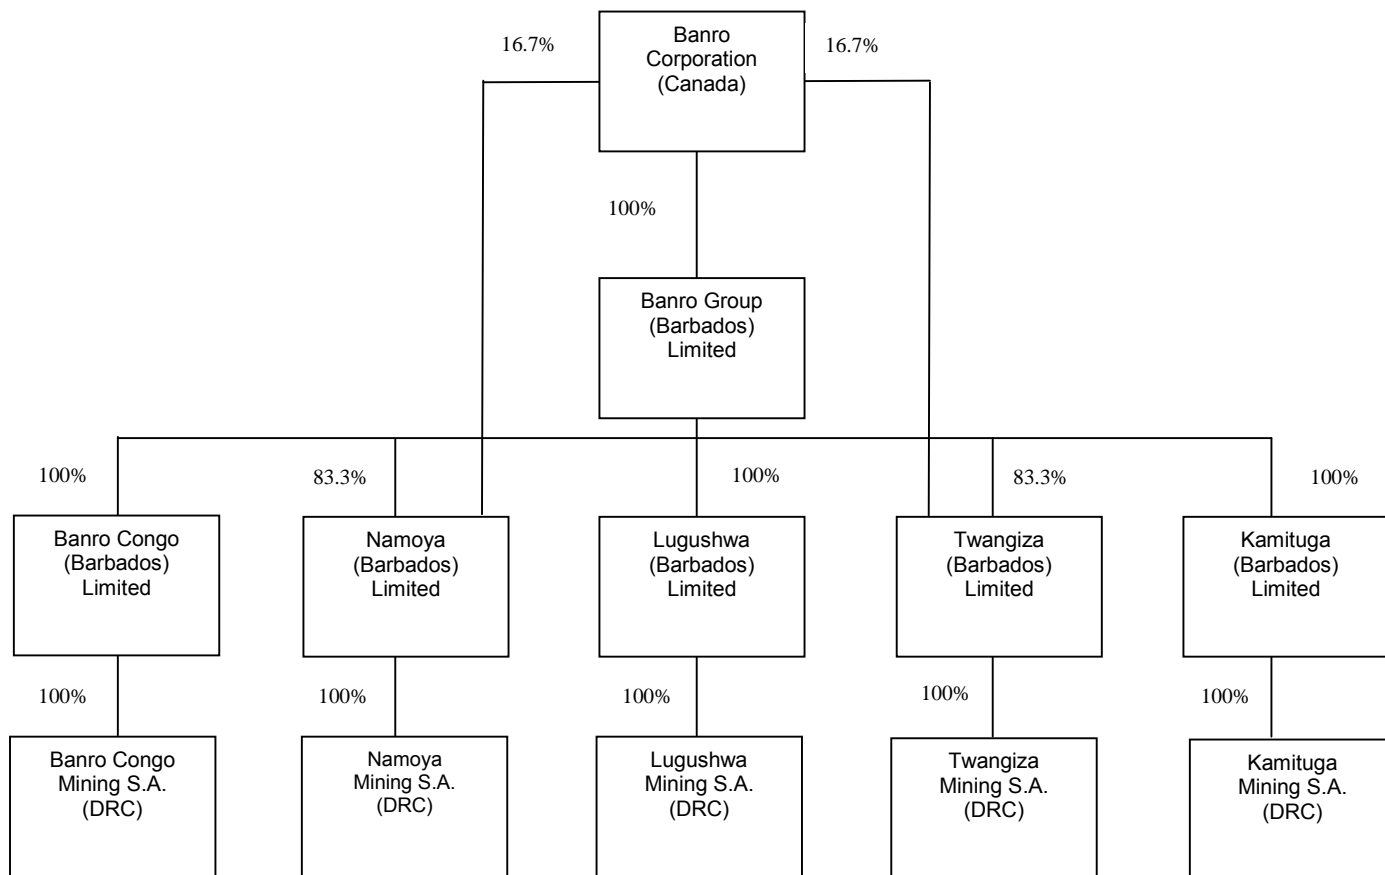 Banro
Corporation
(Canada)
16.7%
16.7%
100%
Banro Group
(Barbados)
Limited
100%
83.3%
100%
83.3%
100%
Banro Congo
(Barbados)
Limited
Namoya
(Barbados)
Limited
Lugushwa
(Barbados)
Limited
Twangiza
(Barbados)
Limited
Kamituga
(Barbados)
Limited
100%
100%
100%
100%
100%
Banro Congo
Mining S.A.
(DRC)
Namoya
Mining S.A.
(DRC)
Lugushwa
Mining S.A.
(DRC)
Twangiza
Mining S.A.
(DRC)
Kamituga
Mining S.A.
(DRC)